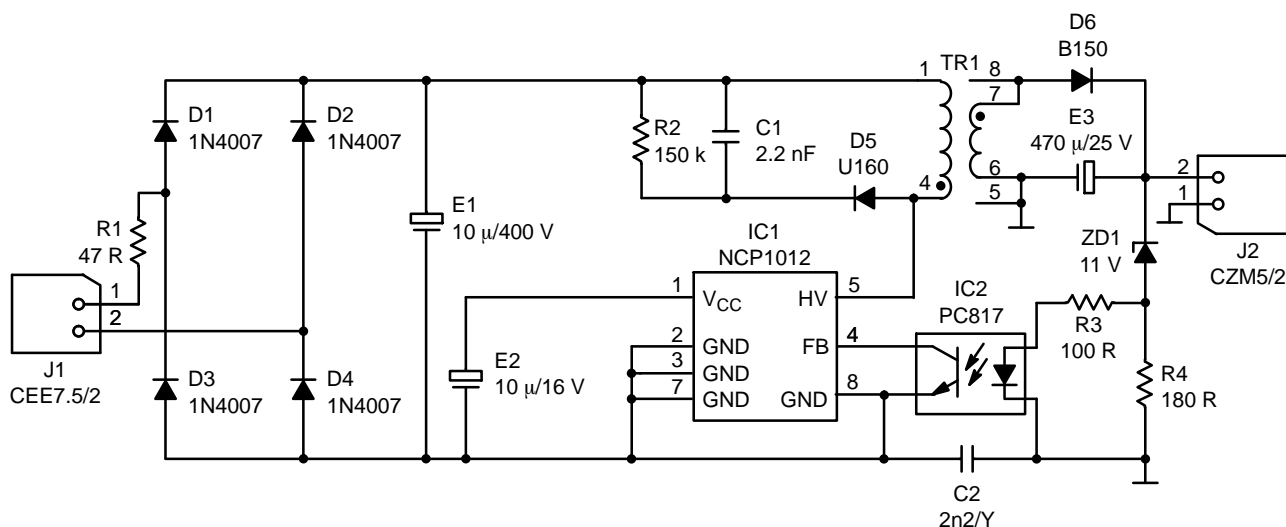 D6
B150
1
TR1
8
7
D1
1N4007
D2
1N4007
R2
150 k
C1
2.2 nF
E3
470 μ/25 V
D5
U160
4
6
5
2
1
R1
47 R
E1
10 μ/400 V
IC1
NCP1012
ZD1
11 V
J2
CZM5/2
1
2
J1
CEE7.5/2
1
VCC
HV
5
IC2
PC817
R3
100 R
2
GND
FB
4
3
GND
7
GND
GND
8
E2
10 μ/16 V
D3
1N4007
D4
1N4007
R4
180 R
C2
2n2/Y